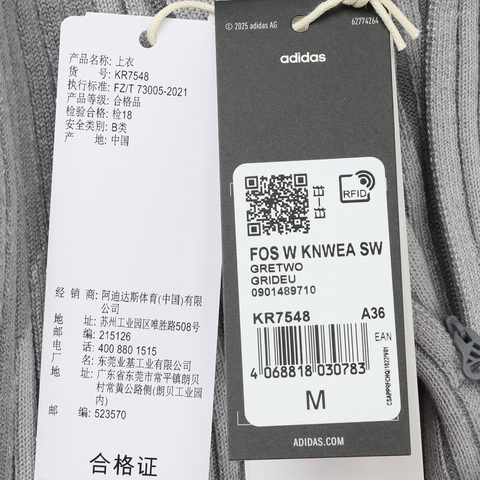 产品名称: 上衣
货 号: KR7548
执行标准: FZ/T 73005-2021
产品等级: 合格品
检验合格: 检18
安全类别: B类
产 地: 中国
经 销 商: 阿迪达斯体育(中国)有限
公司
地 址: 苏州工业园区唯胜路508号
邮 编: 215126
电 话: 400 880 1515
厂 名: 东莞业基工业有限公司
地 址: 广东省东莞市常平镇朗贝
村常黄公路侧(朗贝工业园
内)
邮 编: 523570
合格证
© 2025 adidas AG
62774264
adidas
RFID
FOS W KNWEA SW
GRETWO
GRIDEU
0901489710
KR7548 A36
EAN
4 068818 030783
M
ADIDAS.COM